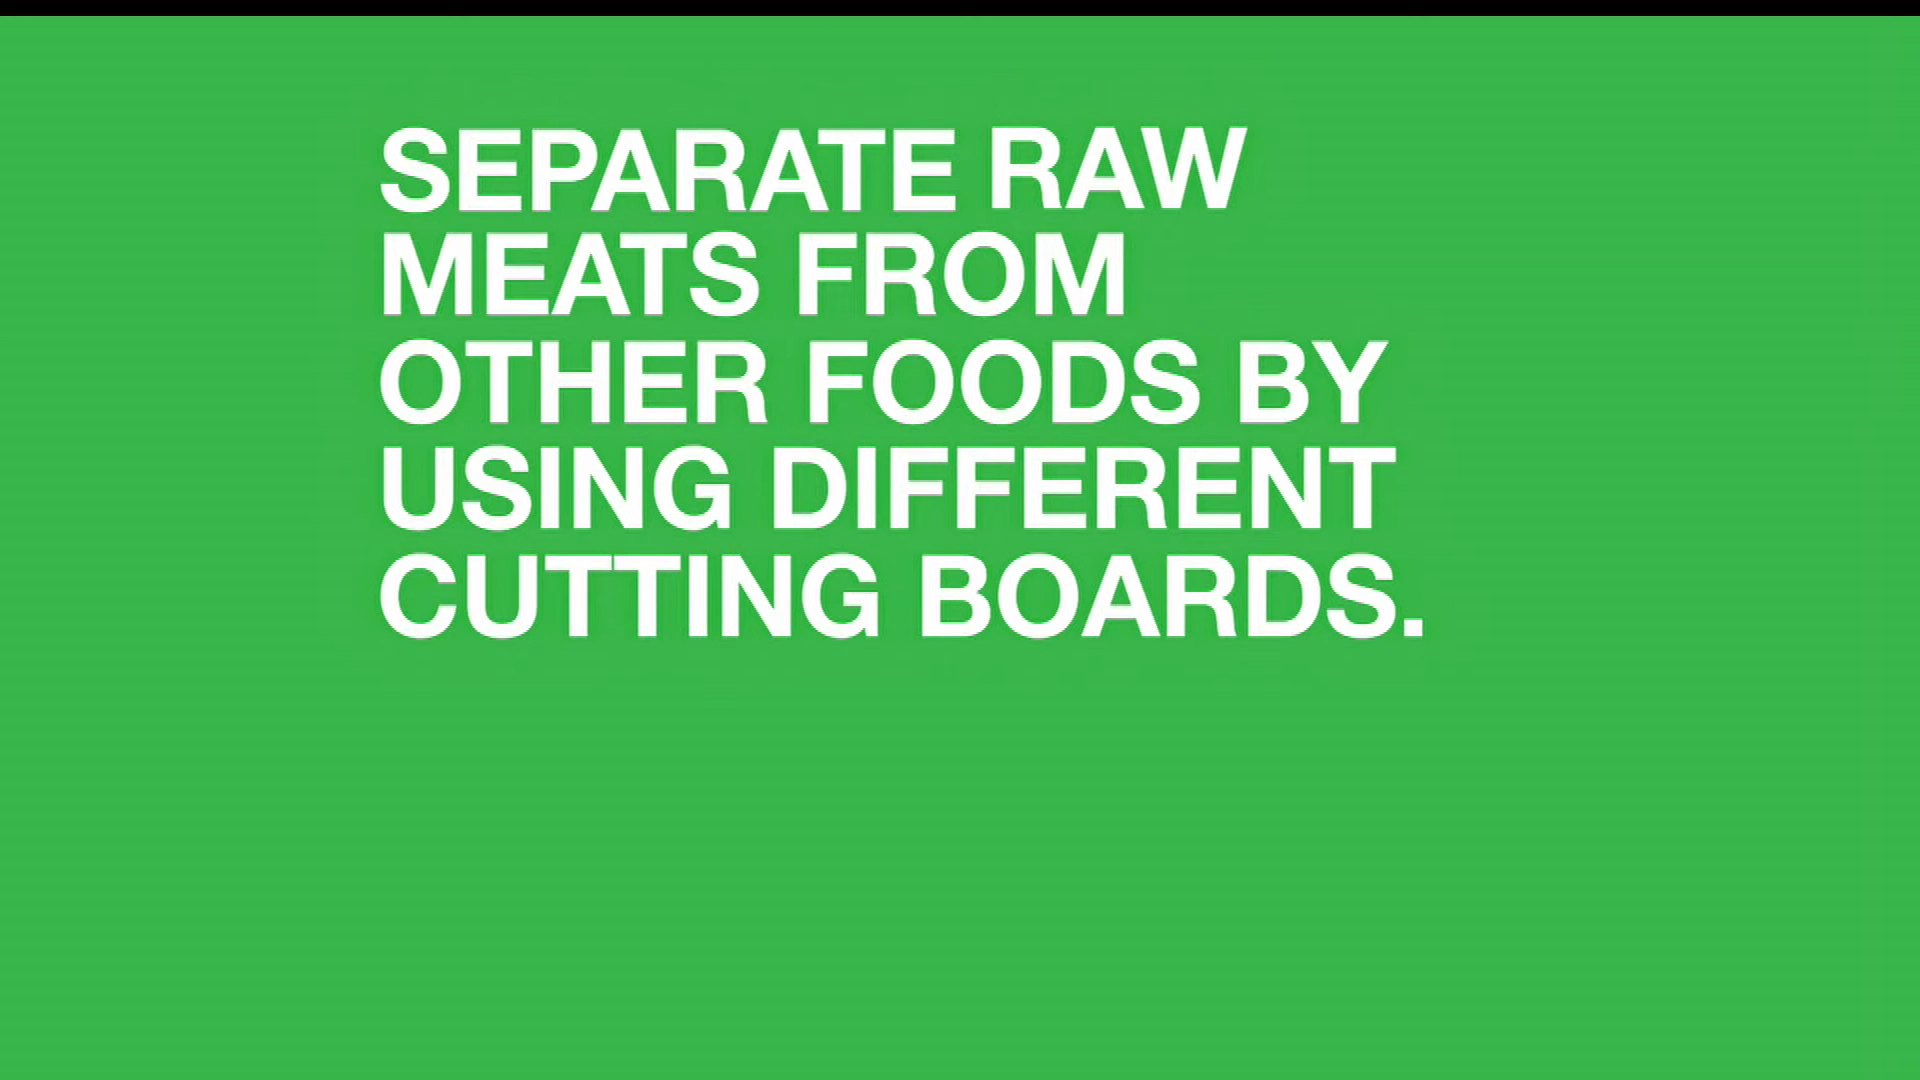 SEPARATE RAW
MEATS FROM
OTHER FOODS BY
USING DIFFERENT
CUTTING BOARDS.